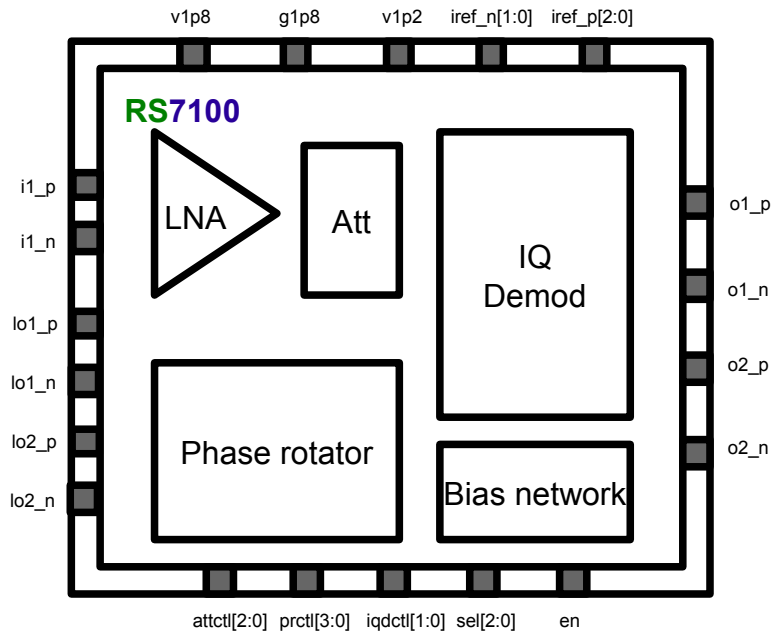 v1p8 g1p8 v1p2 iref_n[1:0] iref_p[2:0]
RS7100
i1_p
i1_n
lo1_p
lo1_n
lo2_p
lo2_n
LNA
Att
IQ
Demod
Phase rotator
Bias network
o1_p
o1_n
o2_p
o2_n
attctl[2:0] prctl[3:0] iqdctl[1:0] sel[2:0] en